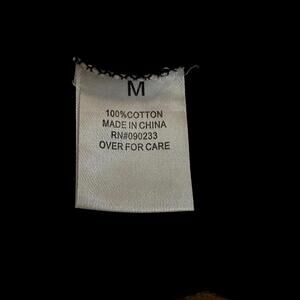 M
100%COTTON
MADE IN CHINA
RN#090233
OVER FOR CARE